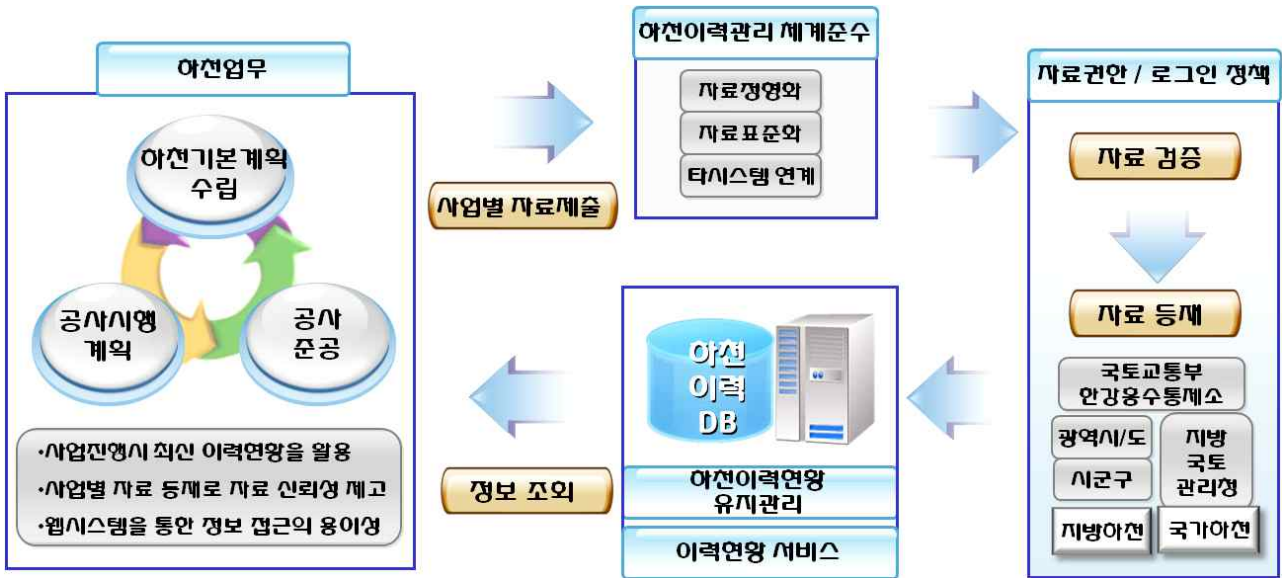 하천업무
하천기본계획
수립
공사시행
계획
공사
준공
·사업진행시 최신 이력현황을 활용
·사업별 자료 등재로 자료 신뢰성 제고
·웹시스템을 통한 정보 접근의 용이성
사업별 자료제출
하천이력관리 체계준수
자료정형화
자료표준화
타시스템 연계
자료권한 / 로그인 정책
자료 검증
자료 등재
국토교통부
한강홍수통제소
광역시/도
시군구
지방
국토
관리청
지방하천
국가하천
하천
이력
DB
하천이력현황
유지관리
이력현황 서비스
정보 조회